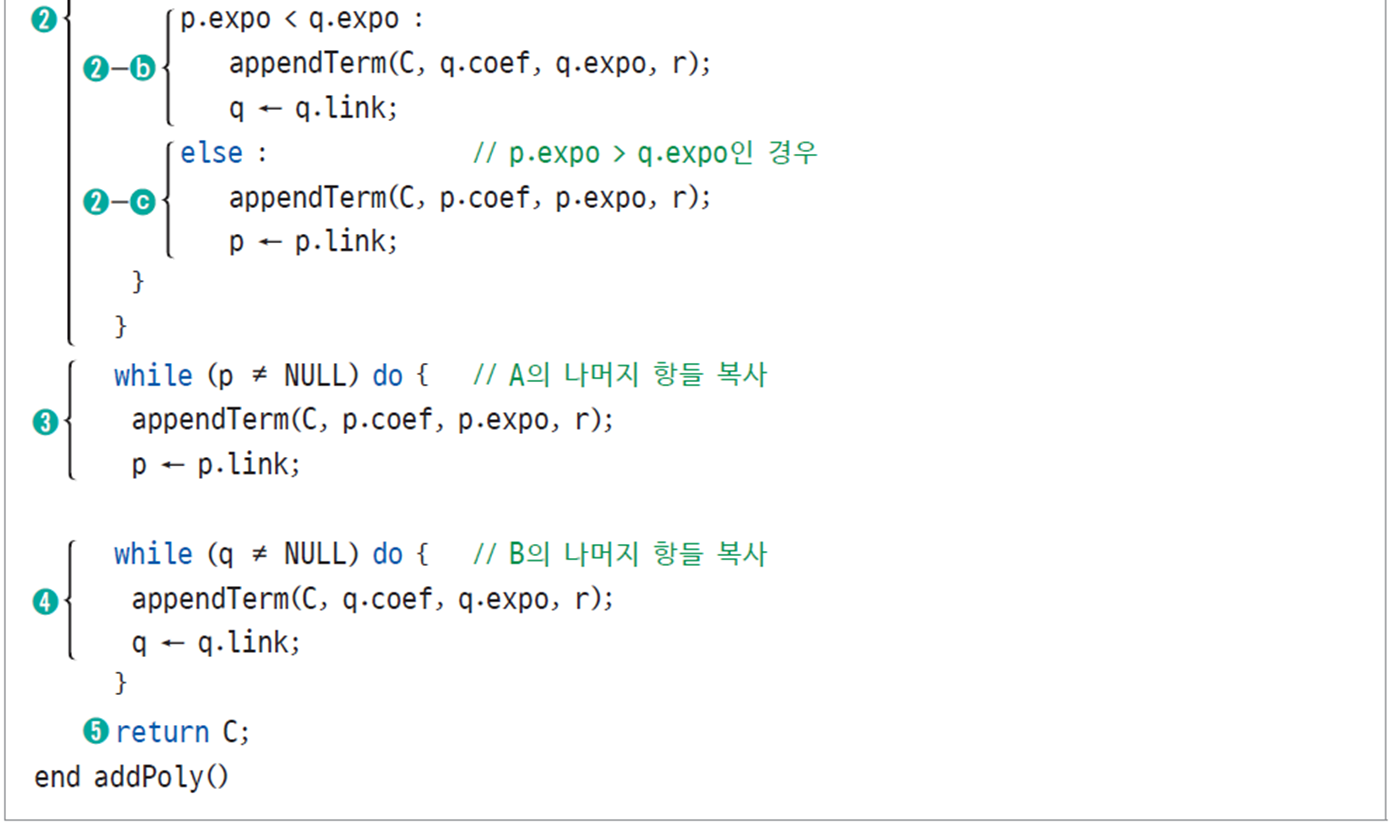 ❷ p.expo < q.expo :
❷-ⓑ appendTerm(C, q.coef, q.expo, r);
q ← q.link;
else : // p.expo > q.expo인 경우
❷-ⓒ appendTerm(C, p.coef, p.expo, r);
p ← p.link;
}
}
while (p ≠ NULL) do { // A의 나머지 항들 복사
❸ appendTerm(C, p.coef, p.expo, r);
p ← p.link;
while (q ≠ NULL) do { // B의 나머지 항들 복사
❹ appendTerm(C, q.coef, q.expo, r);
q ← q.link;
}
❺ return C;
end addPoly()